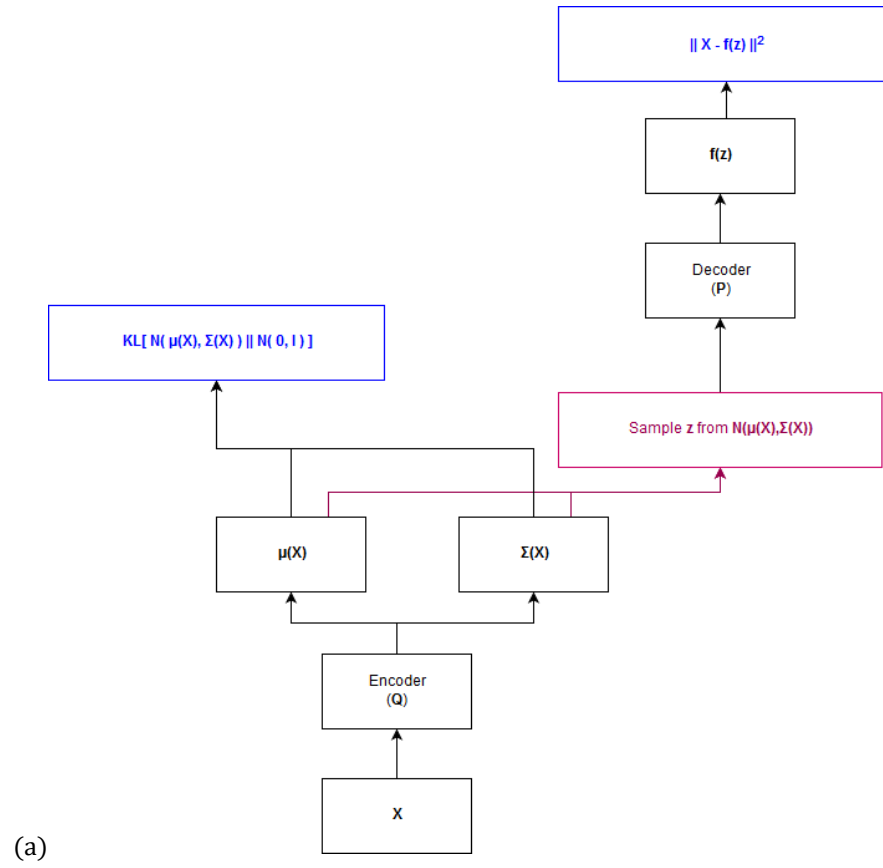 || X - f(z) ||²
f(z)
Decoder
(P)
KL[ N( μ(X), Σ(X) ) || N( 0, I ) ]
Sample z from N(μ(X),Σ(X))
μ(X)
Σ(X)
Encoder
(Q)
X
(a)